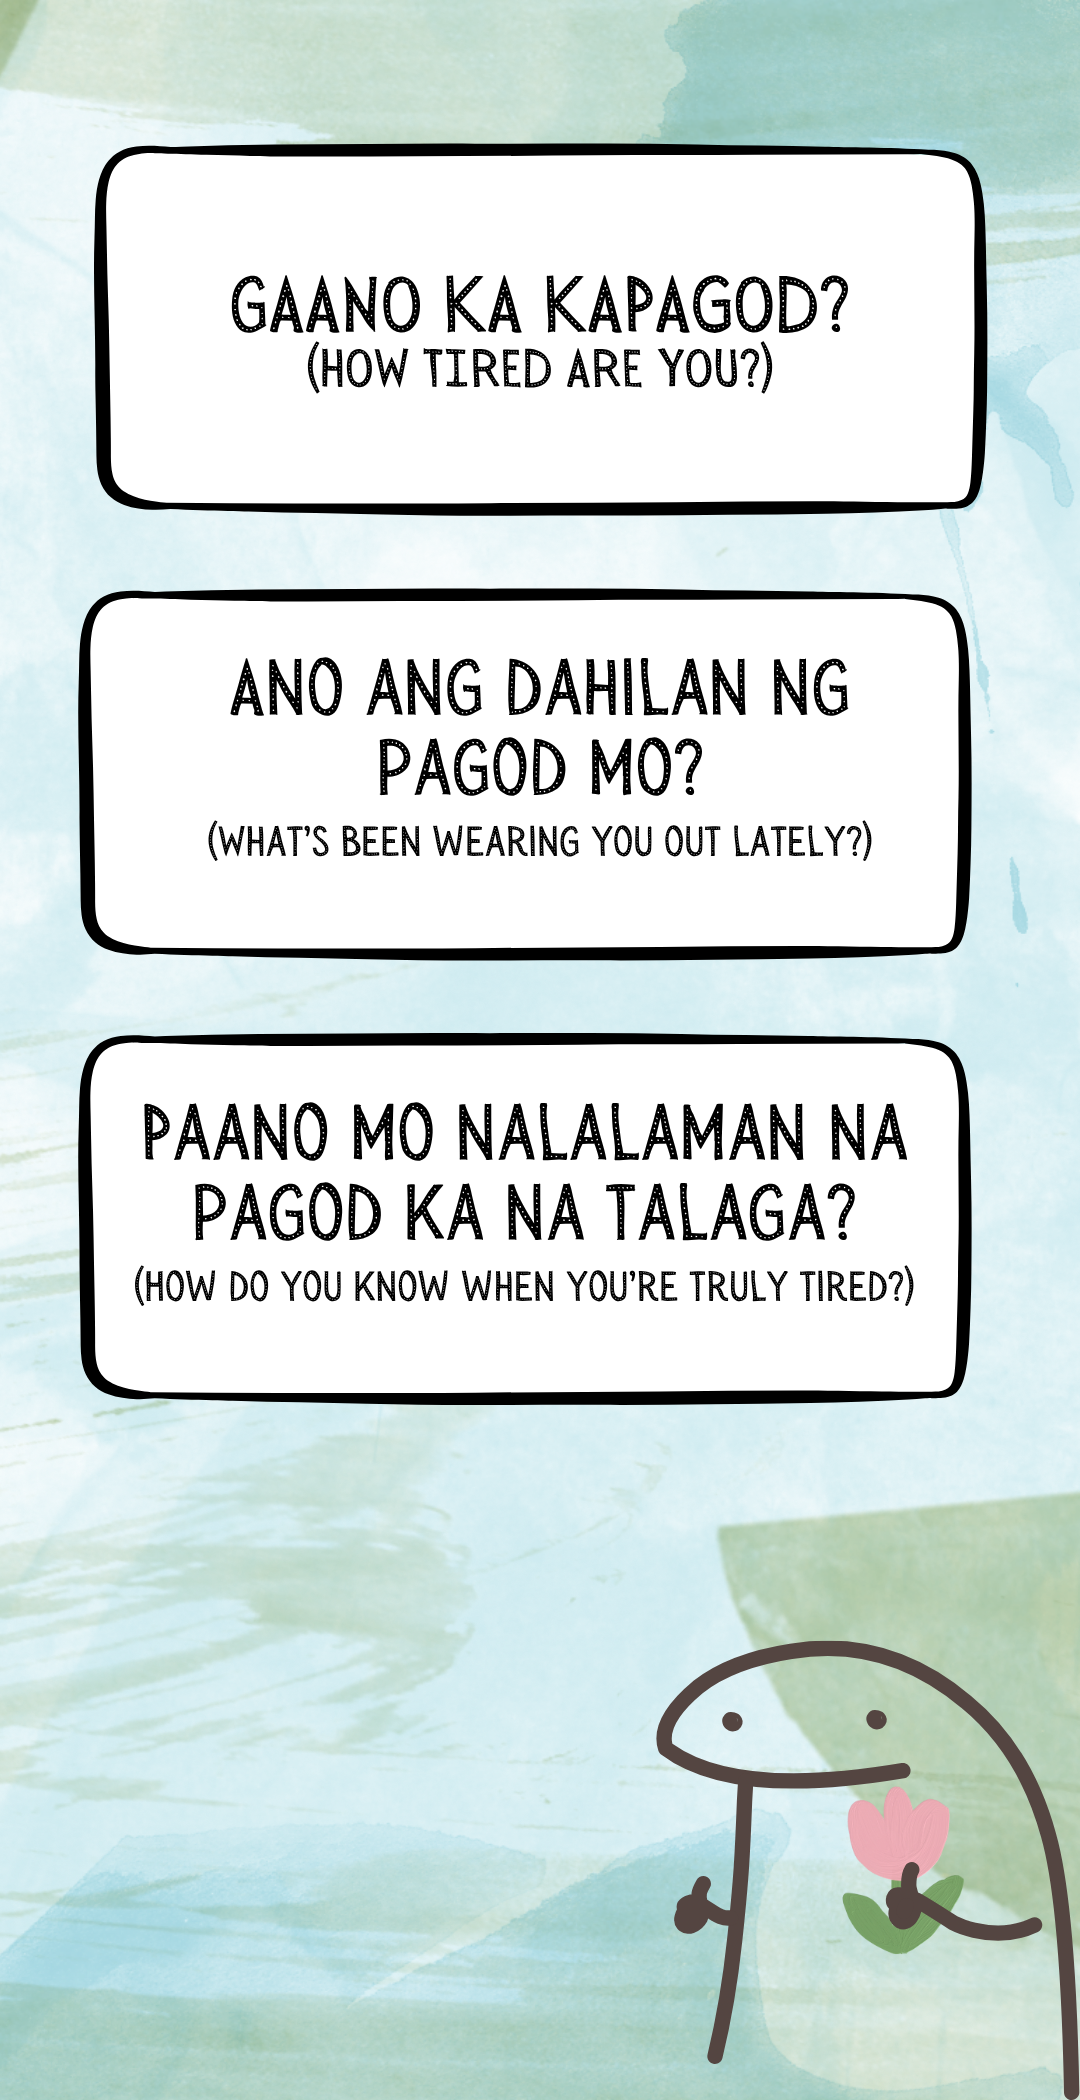 GAANO KA KAPAGOD?
(HOW TIRED ARE YOU?)
ANO ANG DAHILAN NG
PAGOD MO?
(WHAT'S BEEN WEARING YOU OUT LATELY?)
PAANO MO NALALAMAN NA
PAGOD KA NA TALAGA?
(HOW DO YOU KNOW WHEN YOU'RE TRULY TIRED?)